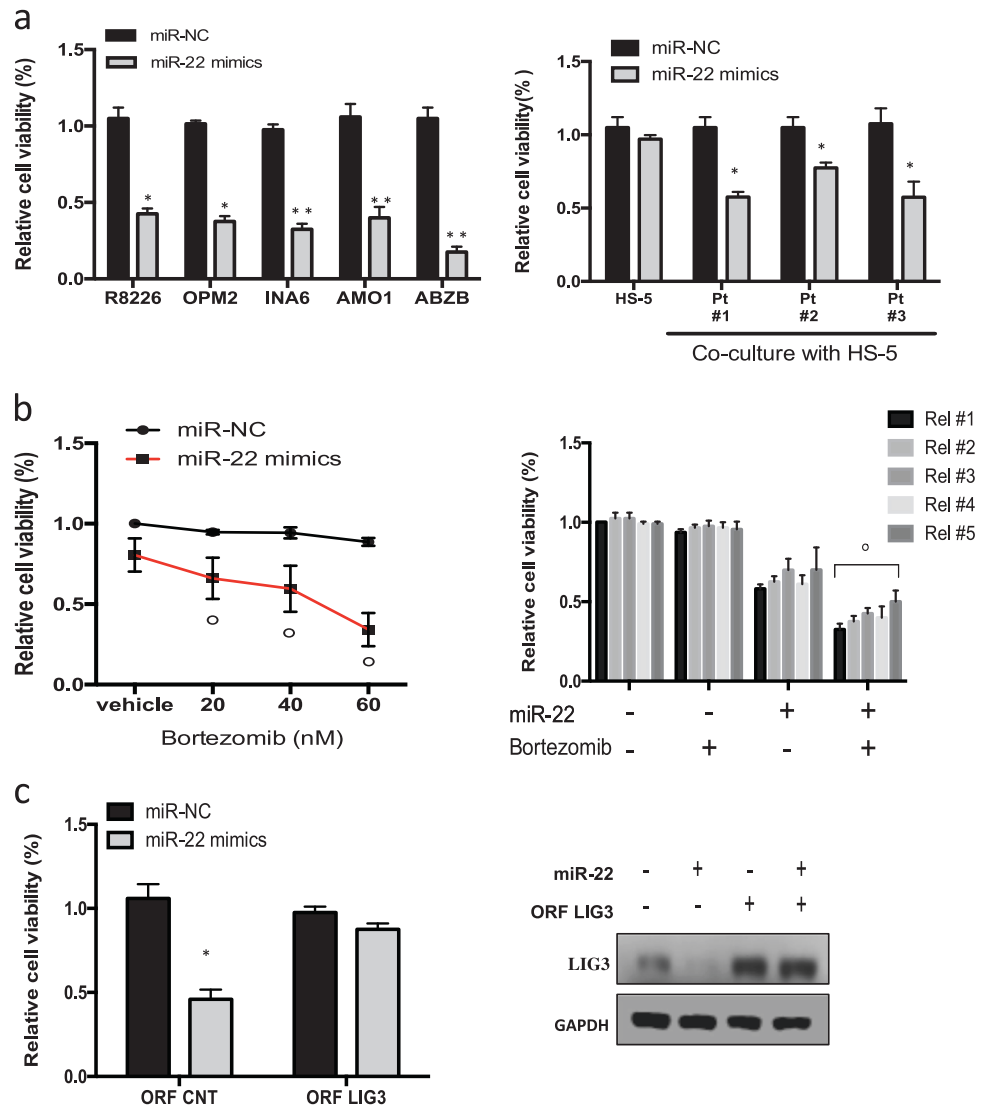 a
miR-NC
miR-22 mimics
Relative cell viability (%)
1.5
1.0
0.5
0.0
* * ** ** **
R8226 OPM2 INA6 AMO1 ABZB
miR-NC
miR-22 mimics
Relative cell viability(%)
1.5
1.0
0.5
0.0
* * *
HS-5 Pt #1 Pt #2 Pt #3
Co-culture with HS-5
b
miR-NC
miR-22 mimics
Relative cell viability (%)
1.5
1.0
0.5
0.0
vehicle 20 40 60
Bortezomib (nM)
Rel #1
Rel #2
Rel #3
Rel #4
Rel #5
Relative cell viability (%)
1.5
1.0
0.5
0.0
miR-22 - - + +
Bortezomib - + - +
c
miR-NC
miR-22 mimics
Relative cell viability (%)
1.5
1.0
0.5
0.0
*
ORF CNT ORF LIG3
miR-22 - + - +
ORF LIG3 - - + +
LIG3
GAPDH